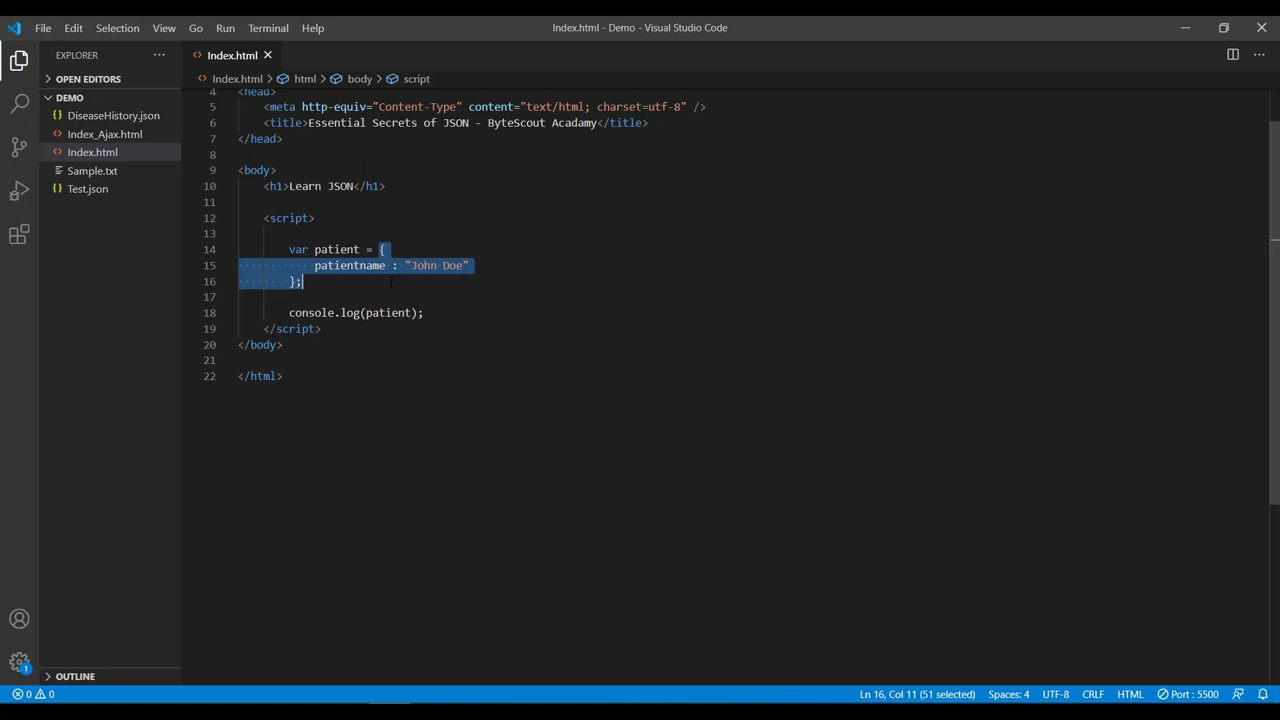 File Edit Selection View Go Run Terminal Help Index.html - Demo - Visual Studio Code
EXPLORER
Index.html
OPEN EDITORS
Index.html > html > body > script
DEMO
DiseaseHistory.json
Index_Ajax.html
Index.html
Sample.txt
Test.json
OUTLINE
4 <head>
5 <meta http-equiv="Content-Type" content="text/html; charset=utf-8" />
6 <title>Essential Secrets of JSON - ByteScout Acadamy</title>
7 </head>
8
9 <body>
10 <h1>Learn JSON</h1>
11
12 <script>
13
14 var patient = {
15 patientname : "John Doe"
16 };
17
18 console.log(patient);
19 </script>
20 </body>
21
22 </html>
1
0 0 Ln 16, Col 11 (51 selected) Spaces: 4 UTF-8 CRLF HTML Port : 5500